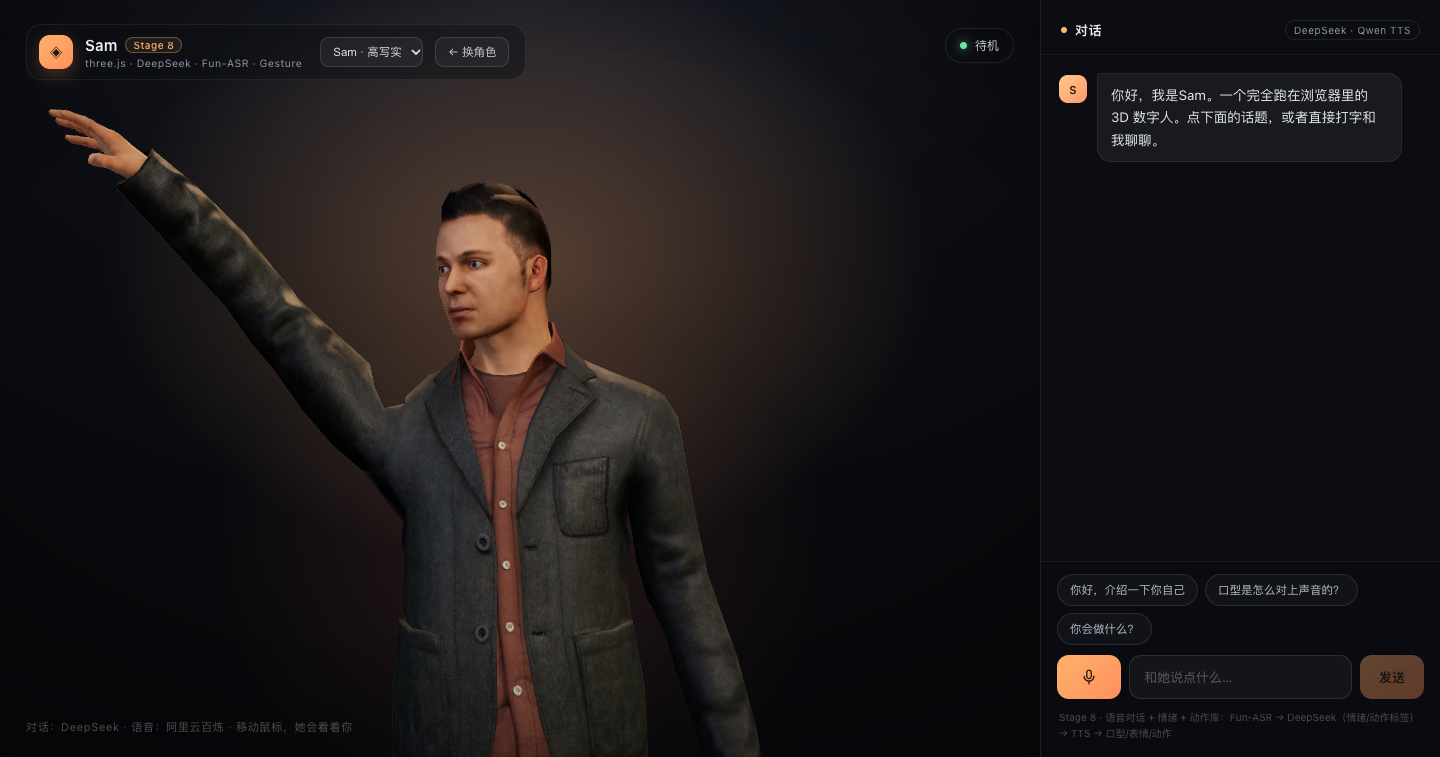 Sam Stage 8
three.js · DeepSeek · Fun-ASR · Gesture
Sam · 高写实
← 换角色
待机
对话
DeepSeek · Qwen TTS
S
你好，我是Sam。一个完全跑在浏览器里的
3D 数字人。点下面的话题，或者直接打字和
我聊聊。
你好，介绍一下你自己
口型是怎么对上声音的？
你会做什么？
和她说点什么...
发送
Stage 8 · 语音对话 + 情绪 + 动作库：Fun-ASR → DeepSeek（情绪/动作标签）
→ TTS → 口型/表情/动作
对话：DeepSeek · 语音：阿里云百炼 · 移动鼠标，她会看着你